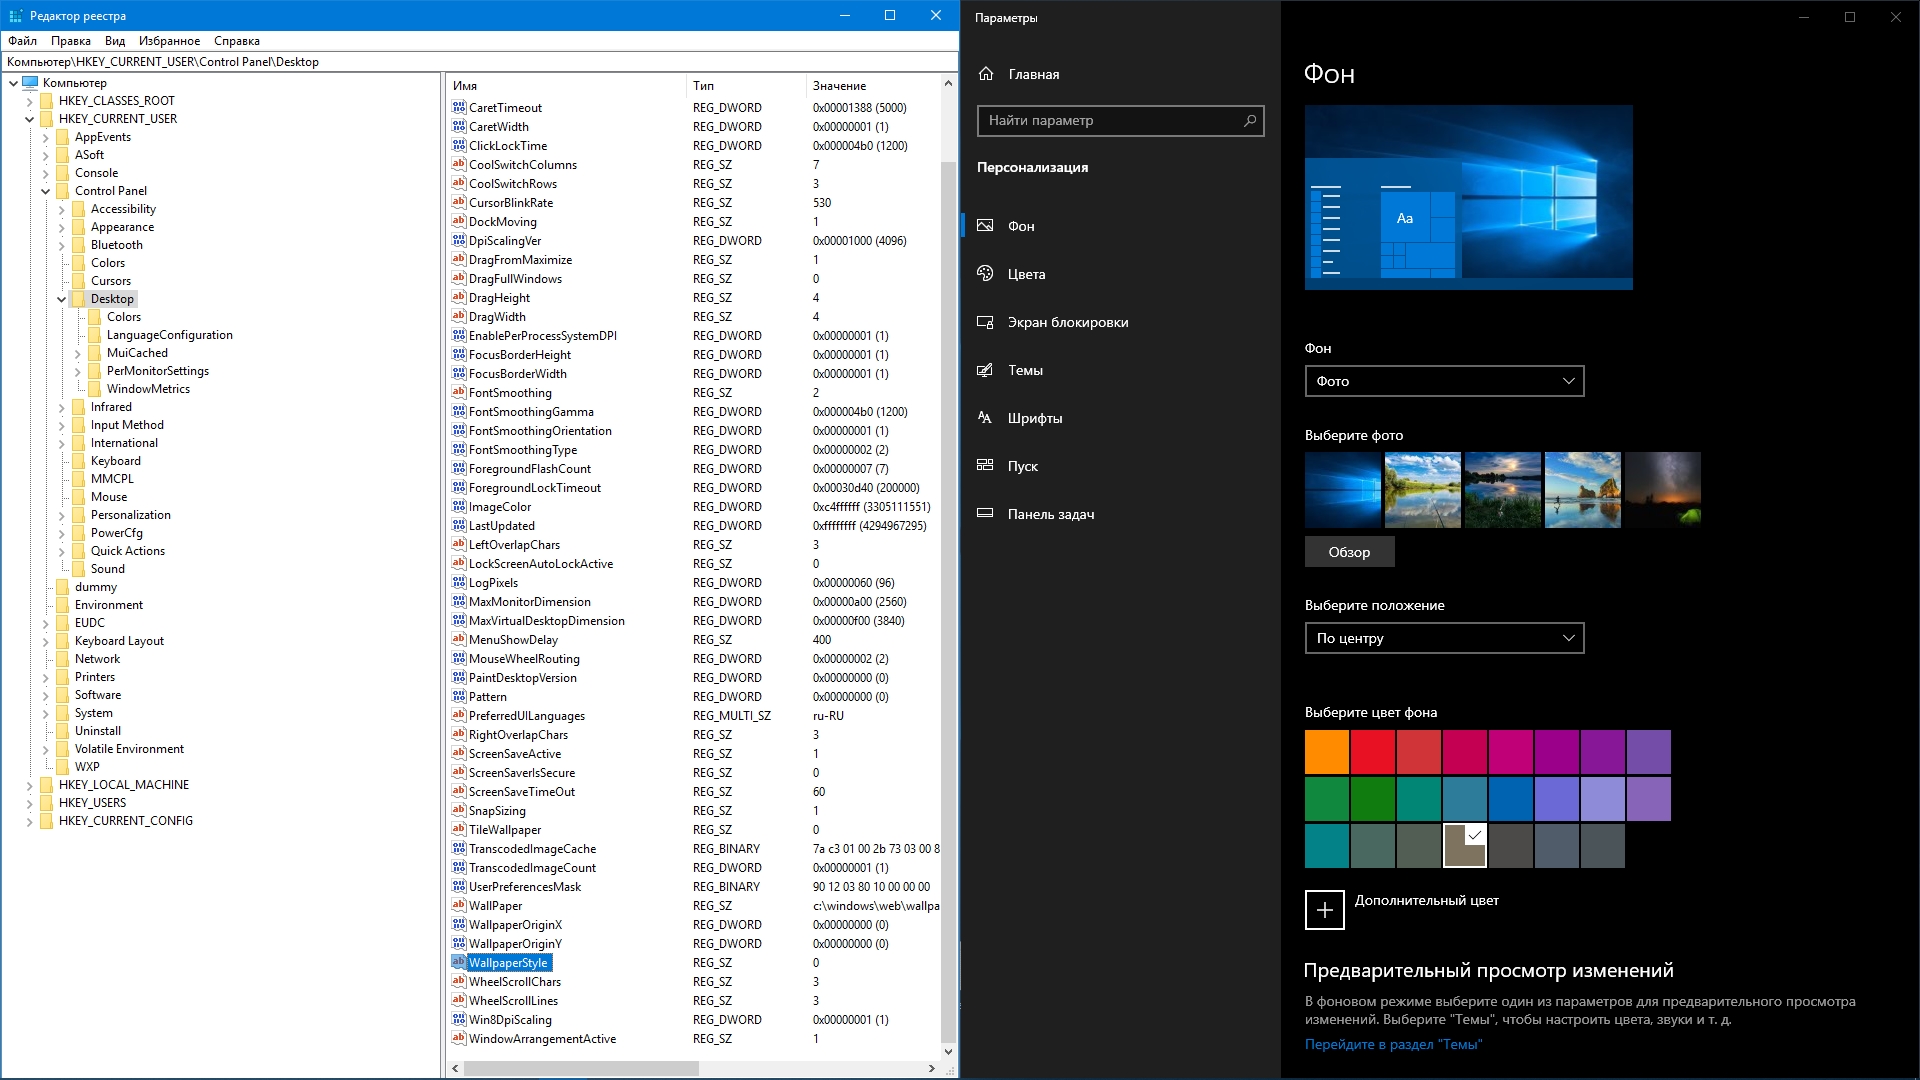 Редактор реестра
Файл Правка Вид Избранное Справка
Компьютер\HKEY_CURRENT_USER\Control Panel\Desktop
Компьютер
HKEY_CLASSES_ROOT
HKEY_CURRENT_USER
AppEvents
ASoft
Console
Control Panel
Accessibility
Appearance
Bluetooth
Colors
Cursors
Desktop
Colors
LanguageConfiguration
MuiCached
PerMonitorSettings
WindowMetrics
Infrared
Input Method
International
Keyboard
MMCPL
Mouse
Personalization
PowerCfg
Quick Actions
Sound
dummy
Environment
EUDC
Keyboard Layout
Network
Printers
Software
System
Uninstall
Volatile Environment
WXP
HKEY_LOCAL_MACHINE
HKEY_USERS
HKEY_CURRENT_CONFIG
Имя Тип Значение
CaretTimeout REG_DWORD 0x00001388 (5000)
CaretWidth REG_DWORD 0x00000001 (1)
ClickLockTime REG_DWORD 0x000004b0 (1200)
CoolSwitchColumns REG_SZ 7
CoolSwitchRows REG_SZ 3
CursorBlinkRate REG_SZ 530
DockMoving REG_SZ 1
DpiScalingVer REG_DWORD 0x00001000 (4096)
DragFromMaximize REG_SZ 1
DragFullWindows REG_SZ 0
DragHeight REG_SZ 4
DragWidth REG_SZ 4
EnablePerProcessSystemDPI REG_DWORD 0x00000001 (1)
FocusBorderHeight REG_DWORD 0x00000001 (1)
FocusBorderWidth REG_DWORD 0x00000001 (1)
FontSmoothing REG_SZ 2
FontSmoothingGamma REG_DWORD 0x000004b0 (1200)
FontSmoothingOrientation REG_DWORD 0x00000001 (1)
FontSmoothingType REG_DWORD 0x00000002 (2)
ForegroundFlashCount REG_DWORD 0x00000007 (7)
ForegroundLockTimeout REG_DWORD 0x00030d40 (200000)
ImageColor REG_DWORD 0xc4ffffff (3305111551)
LastUpdated REG_DWORD 0xffffffff (4294967295)
LeftOverlapChars REG_SZ 3
LockScreenAutoLockActive REG_SZ 0
LogPixels REG_DWORD 0x00000060 (96)
MaxMonitorDimension REG_DWORD 0x00000a00 (2560)
MaxVirtualDesktopDimension REG_DWORD 0x00000f00 (3840)
MenuShowDelay REG_SZ 400
MouseWheelRouting REG_DWORD 0x00000002 (2)
PaintDesktopVersion REG_DWORD 0x00000000 (0)
Pattern REG_DWORD 0x00000000 (0)
PreferredUILanguages REG_MULTI_SZ ru-RU
RightOverlapChars REG_SZ 3
ScreenSaveActive REG_SZ 1
ScreenSaverIsSecure REG_SZ 0
ScreenSaveTimeOut REG_SZ 60
SnapSizing REG_SZ 1
TileWallpaper REG_SZ 0
TranscodedImageCache REG_BINARY 7a c3 01 00 2b 73 03 00 8
TranscodedImageCount REG_DWORD 0x00000001 (1)
UserPreferencesMask REG_BINARY 90 12 03 80 10 00 00 00
WallPaper REG_SZ c:\windows\web\wallpa
WallpaperOriginX REG_DWORD 0x00000000 (0)
WallpaperOriginY REG_DWORD 0x00000000 (0)
WallpaperStyle REG_SZ 0
WheelScrollChars REG_SZ 3
WheelScrollLines REG_SZ 3
Win8DpiScaling REG_DWORD 0x00000001 (1)
WindowArrangementActive REG_SZ 1
Параметры
Главная
Найти параметр
Персонализация
Фон
Цвета
Экран блокировки
Темы
Шрифты
Пуск
Панель задач
Фон
Aa
Фон
Фото
Выберите фото
Обзор
Выберите положение
По центру
Выберите цвет фона
Дополнительный цвет
Предварительный просмотр изменений
В фоновом режиме выберите один из параметров для предварительного просмотра
изменений. Выберите "Темы", чтобы настроить цвета, звуки и т. д.
Перейдите в раздел "Темы"